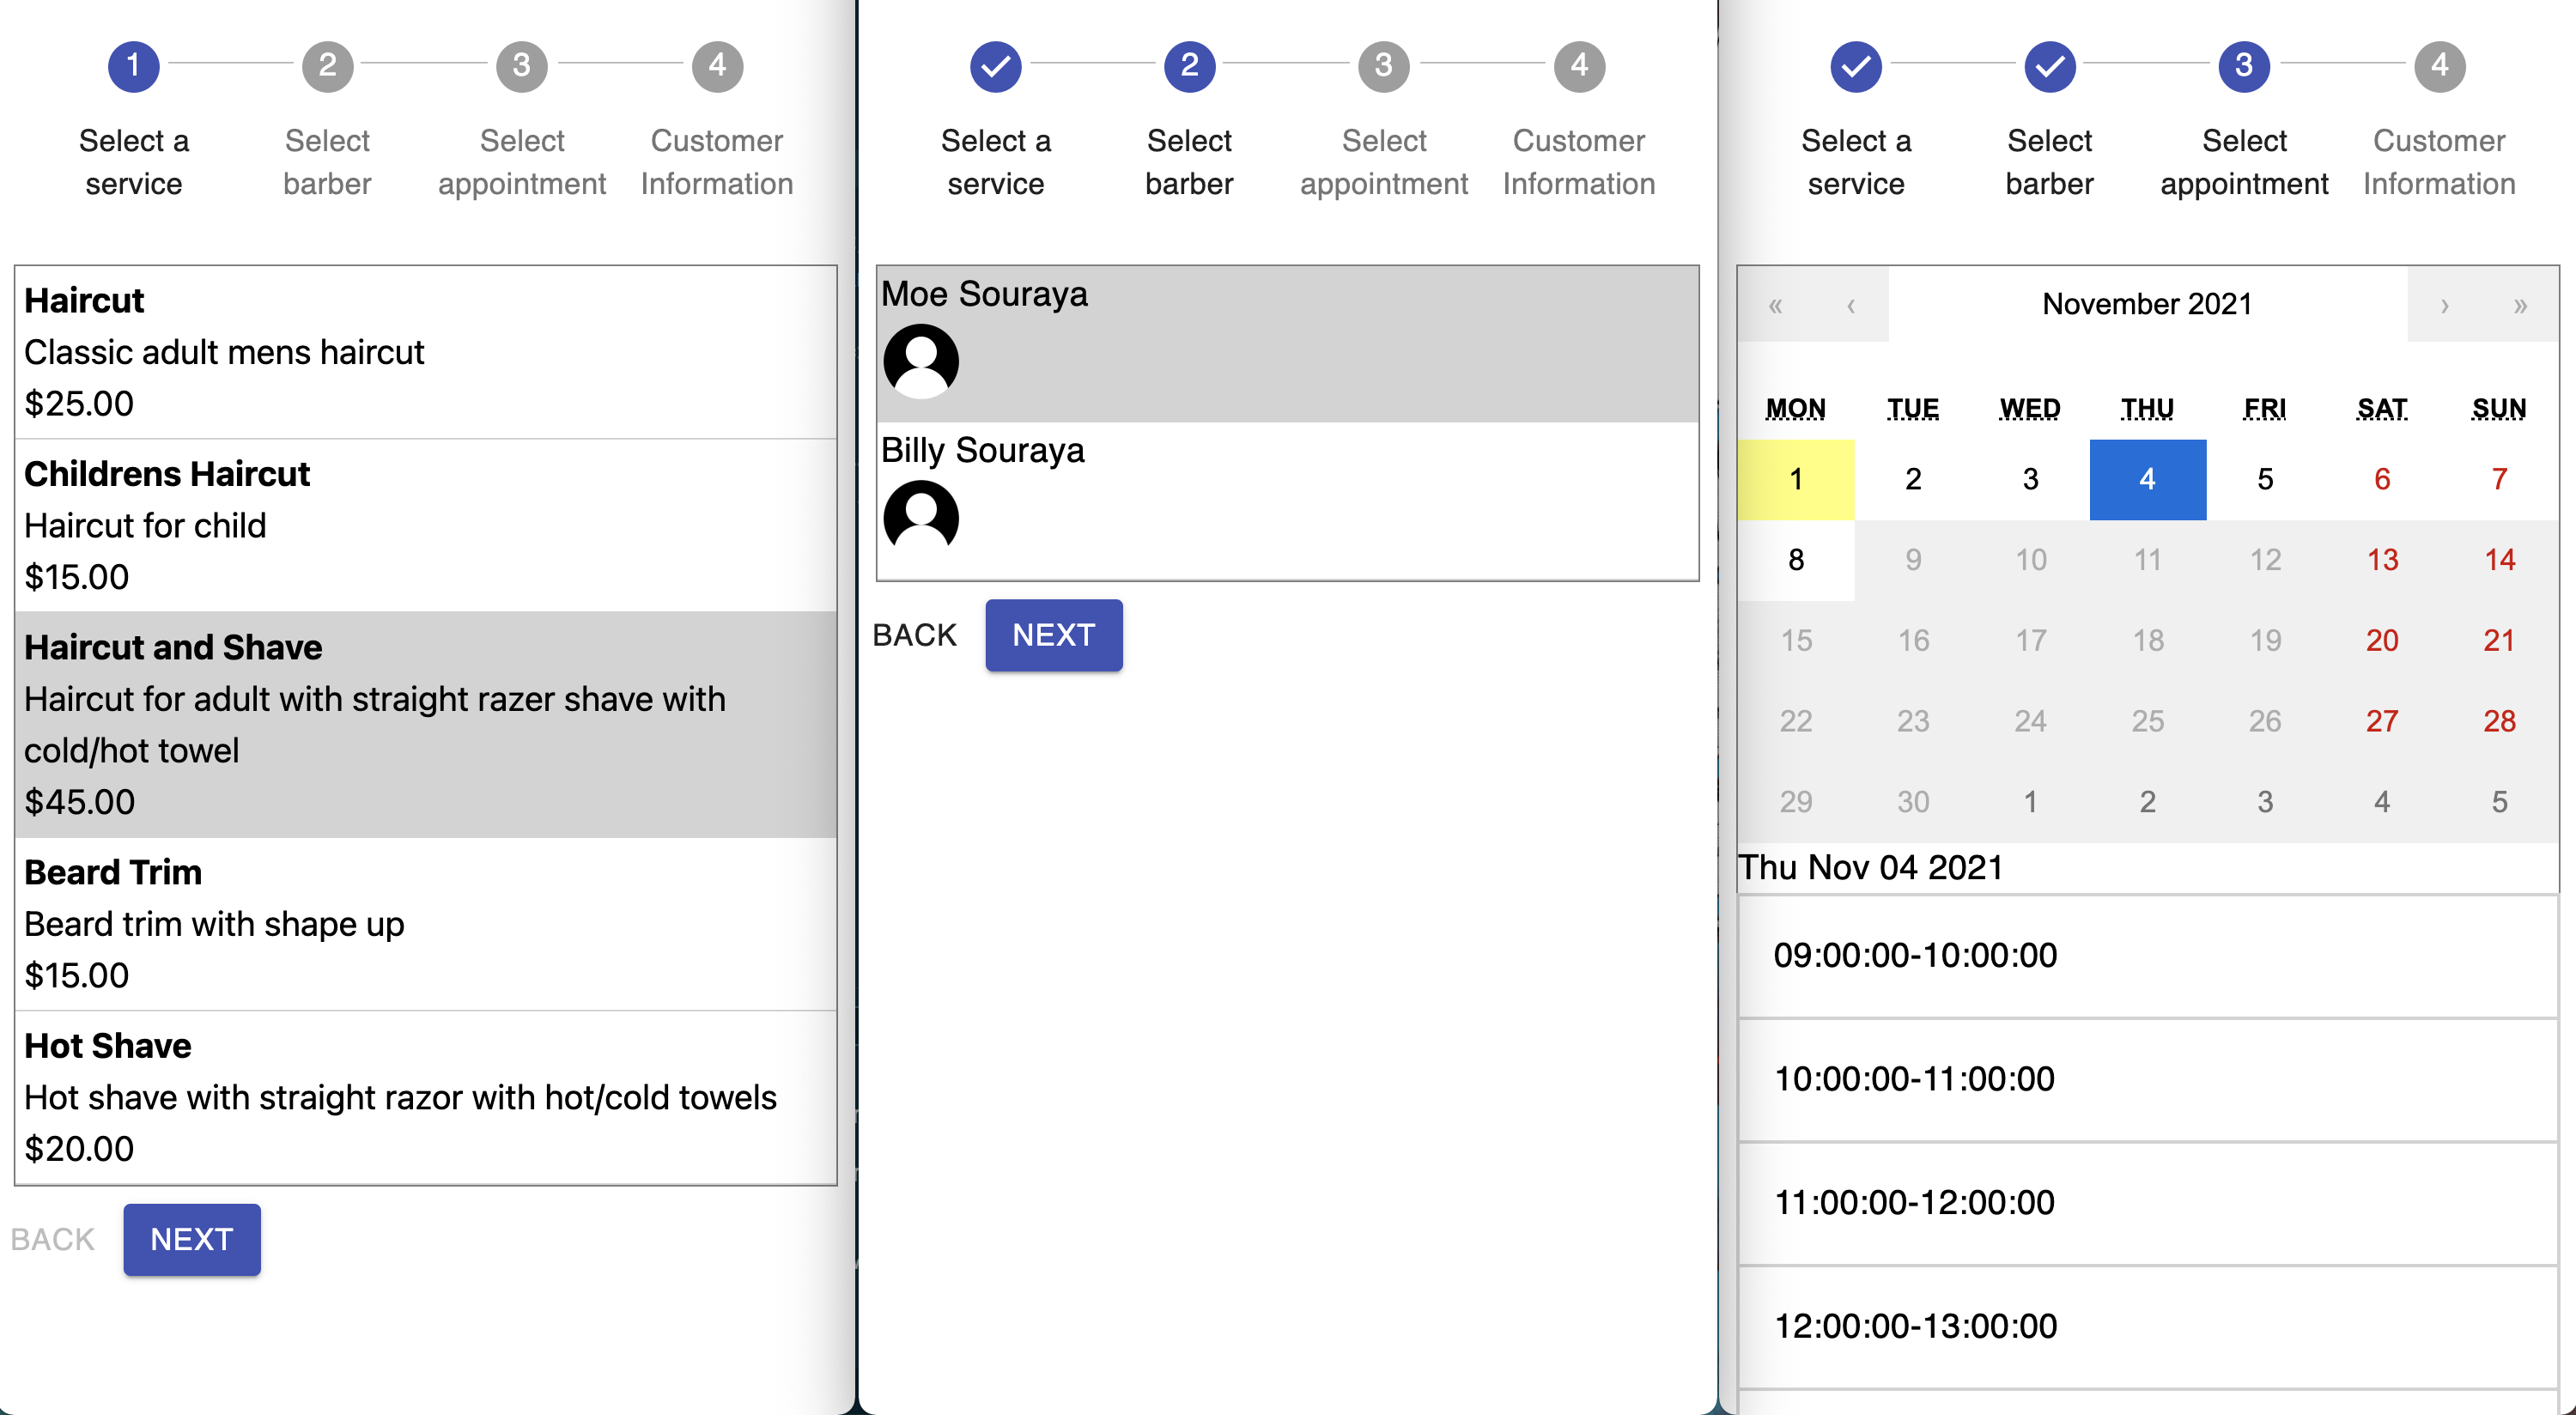 1 2 3 4
Select a service
Select barber
Select appointment
Customer Information
Haircut
Classic adult mens haircut
$25.00
Childrens Haircut
Haircut for child
$15.00
Haircut and Shave
Haircut for adult with straight razer shave with
cold/hot towel
$45.00
Beard Trim
Beard trim with shape up
$15.00
Hot Shave
Hot shave with straight razor with hot/cold towels
$20.00
BACK NEXT
2 3 4
Select a service
Select barber
Select appointment
Customer Information
Moe Souraya
Billy Souraya
BACK NEXT
3 4
Select a service
Select barber
Select appointment
Customer Information
« ‹ November 2021 › »
MON TUE WED THU FRI SAT SUN
1 2 3 4 5 6 7
8 9 10 11 12 13 14
15 16 17 18 19 20 21
22 23 24 25 26 27 28
29 30 1 2 3 4 5
Thu Nov 04 2021
09:00:00-10:00:00
10:00:00-11:00:00
11:00:00-12:00:00
12:00:00-13:00:00